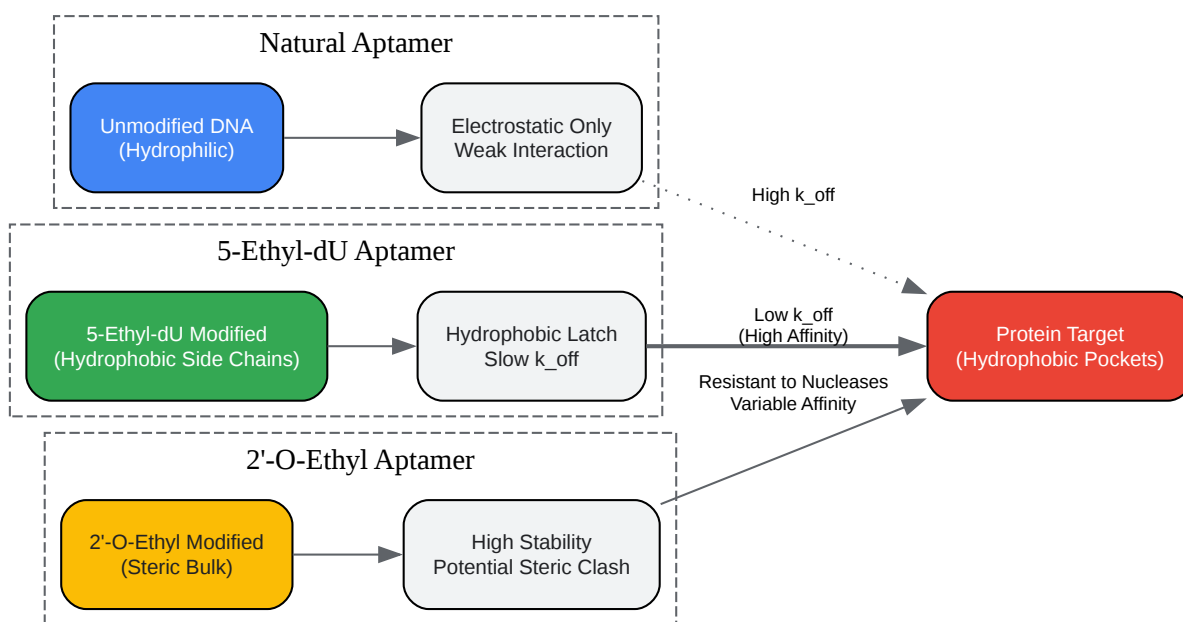 Natural Aptamer
Unmodified DNA
(Hydrophilic)
Electrostatic Only
Weak Interaction
High k_off
5-Ethyl-dU Aptamer
5-Ethyl-dU Modified
(Hydrophobic Side Chains)
Hydrophobic Latch
Slow k_off
Low k_off
(High Affinity)
Protein Target
(Hydrophobic Pockets)
Resistant to Nucleases
Variable Affinity
2'-O-Ethyl Aptamer
2'-O-Ethyl Modified
(Steric Bulk)
High Stability
Potential Steric Clash